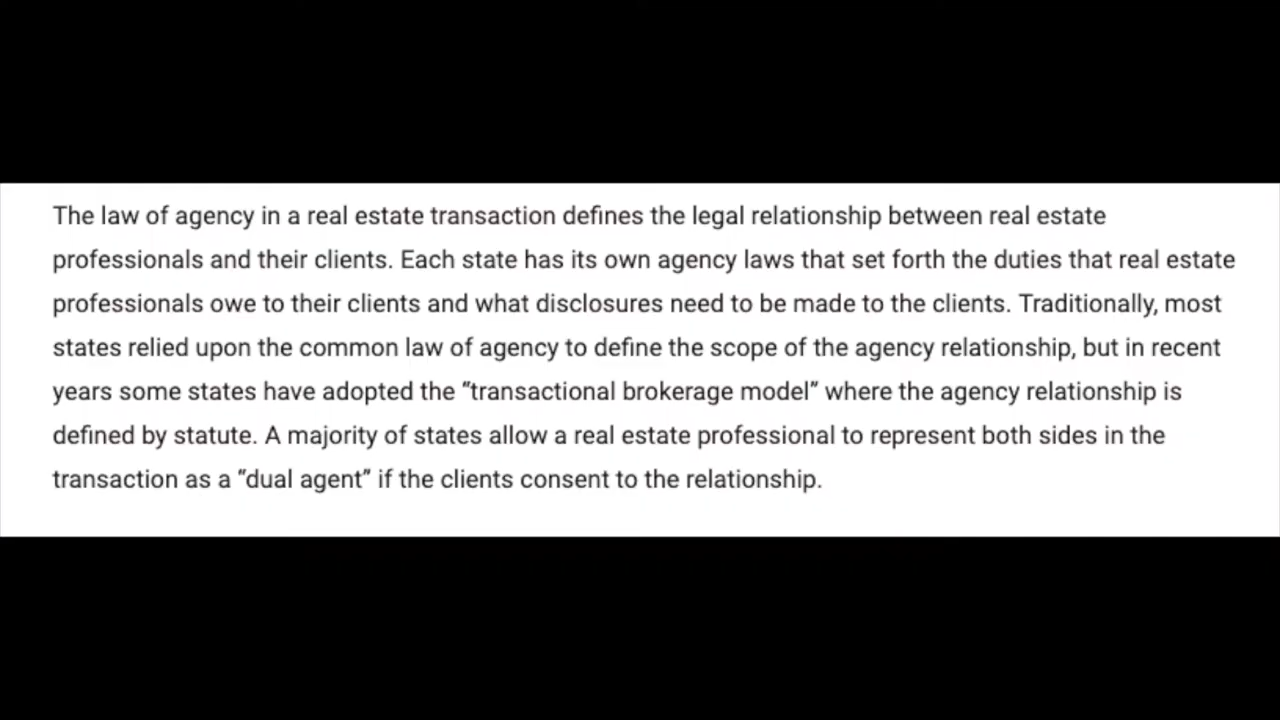 The law of agency in a real estate transaction defines the legal relationship between real estate
professionals and their clients. Each state has its own agency laws that set forth the duties that real estate
professionals owe to their clients and what disclosures need to be made to the clients. Traditionally, most
states relied upon the common law of agency to define the scope of the agency relationship, but in recent
years some states have adopted the “transactional brokerage model” where the agency relationship is
defined by statute. A majority of states allow a real estate professional to represent both sides in the
transaction as a “dual agent” if the clients consent to the relationship.